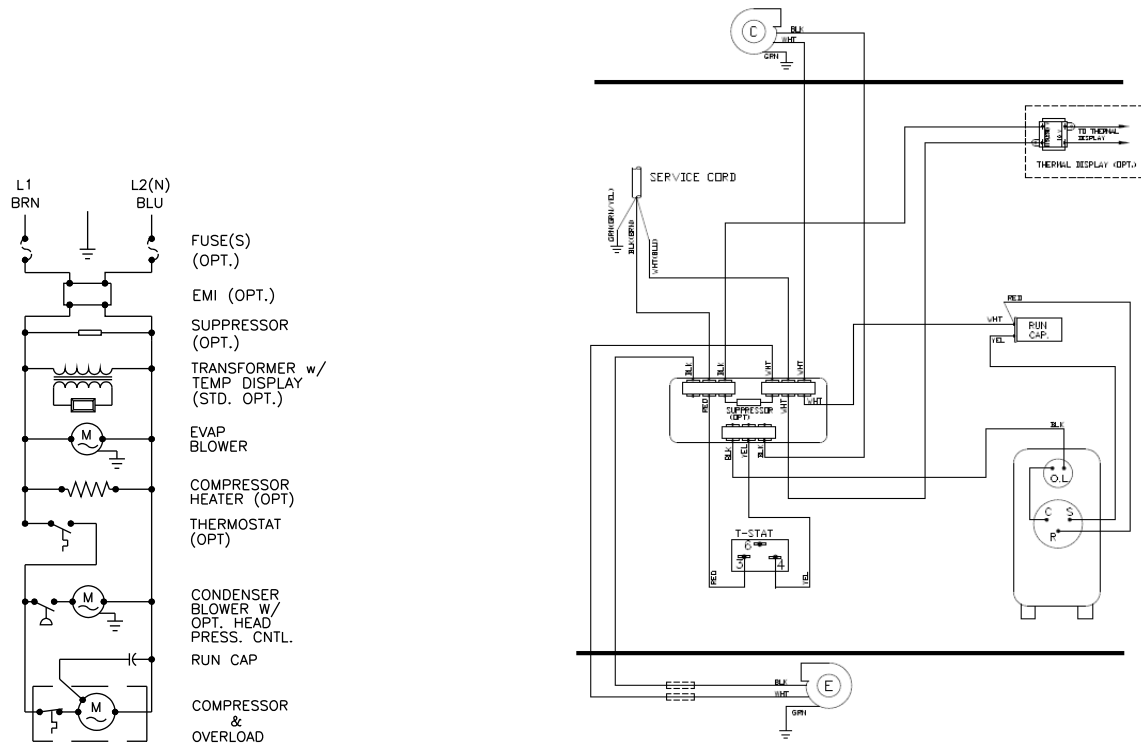 L1
BRN
L2(N)
BLU
FUSE(S)
(OPT.)
EMI (OPT.)
SUPPRESSOR
(OPT.)
TRANSFORMER w/
TEMP DISPLAY
(STD. OPT.)
M
EVAP
BLOWER
COMPRESSOR
HEATER (OPT)
THERMOSTAT
(OPT)
M
CONDENSER
BLOWER W/
OPT. HEAD
PRESS. CNTL.
RUN CAP
M
COMPRESSOR
&
OVERLOAD
C
BLK
WHT
GRN
TO THERMAL
DISPLAY
THERMAL DISPLAY (OPT.)
SERVICE CORD
GRN(GRN/YEL)
BLK(BRN)
WHT(BLU)
RED
WHT
RUN
CAP.
YEL
BLK
BLK
WHT
WHT
RED
SUPPRESSOR
(OPT)
WHT
WHT
BLK
YEL
BLK
BLK
O.L.
C
S
R
T-STAT
6
3
4
RED
YEL
BLK
WHT
E
GRN